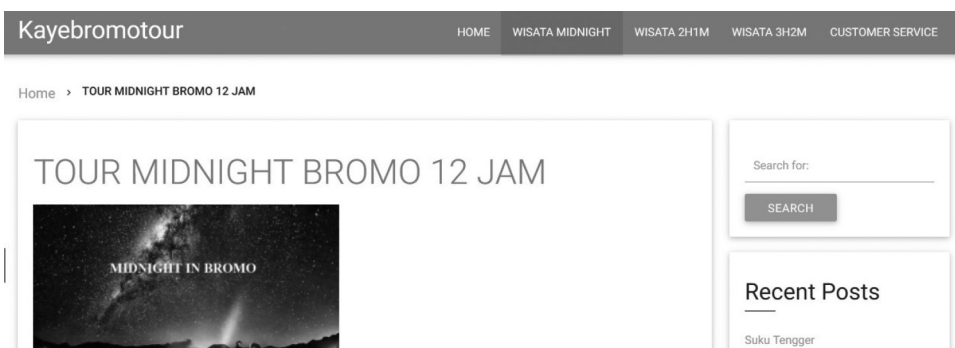 Kayebromotour
HOME WISATA MIDNIGHT WISATA 2H1M WISATA 3H2M CUSTOMER SERVICE
Home › TOUR MIDNIGHT BROMO 12 JAM
TOUR MIDNIGHT BROMO 12 JAM
MIDNIGHT IN BROMO
Search for:
SEARCH
Recent Posts
Suku Tengger